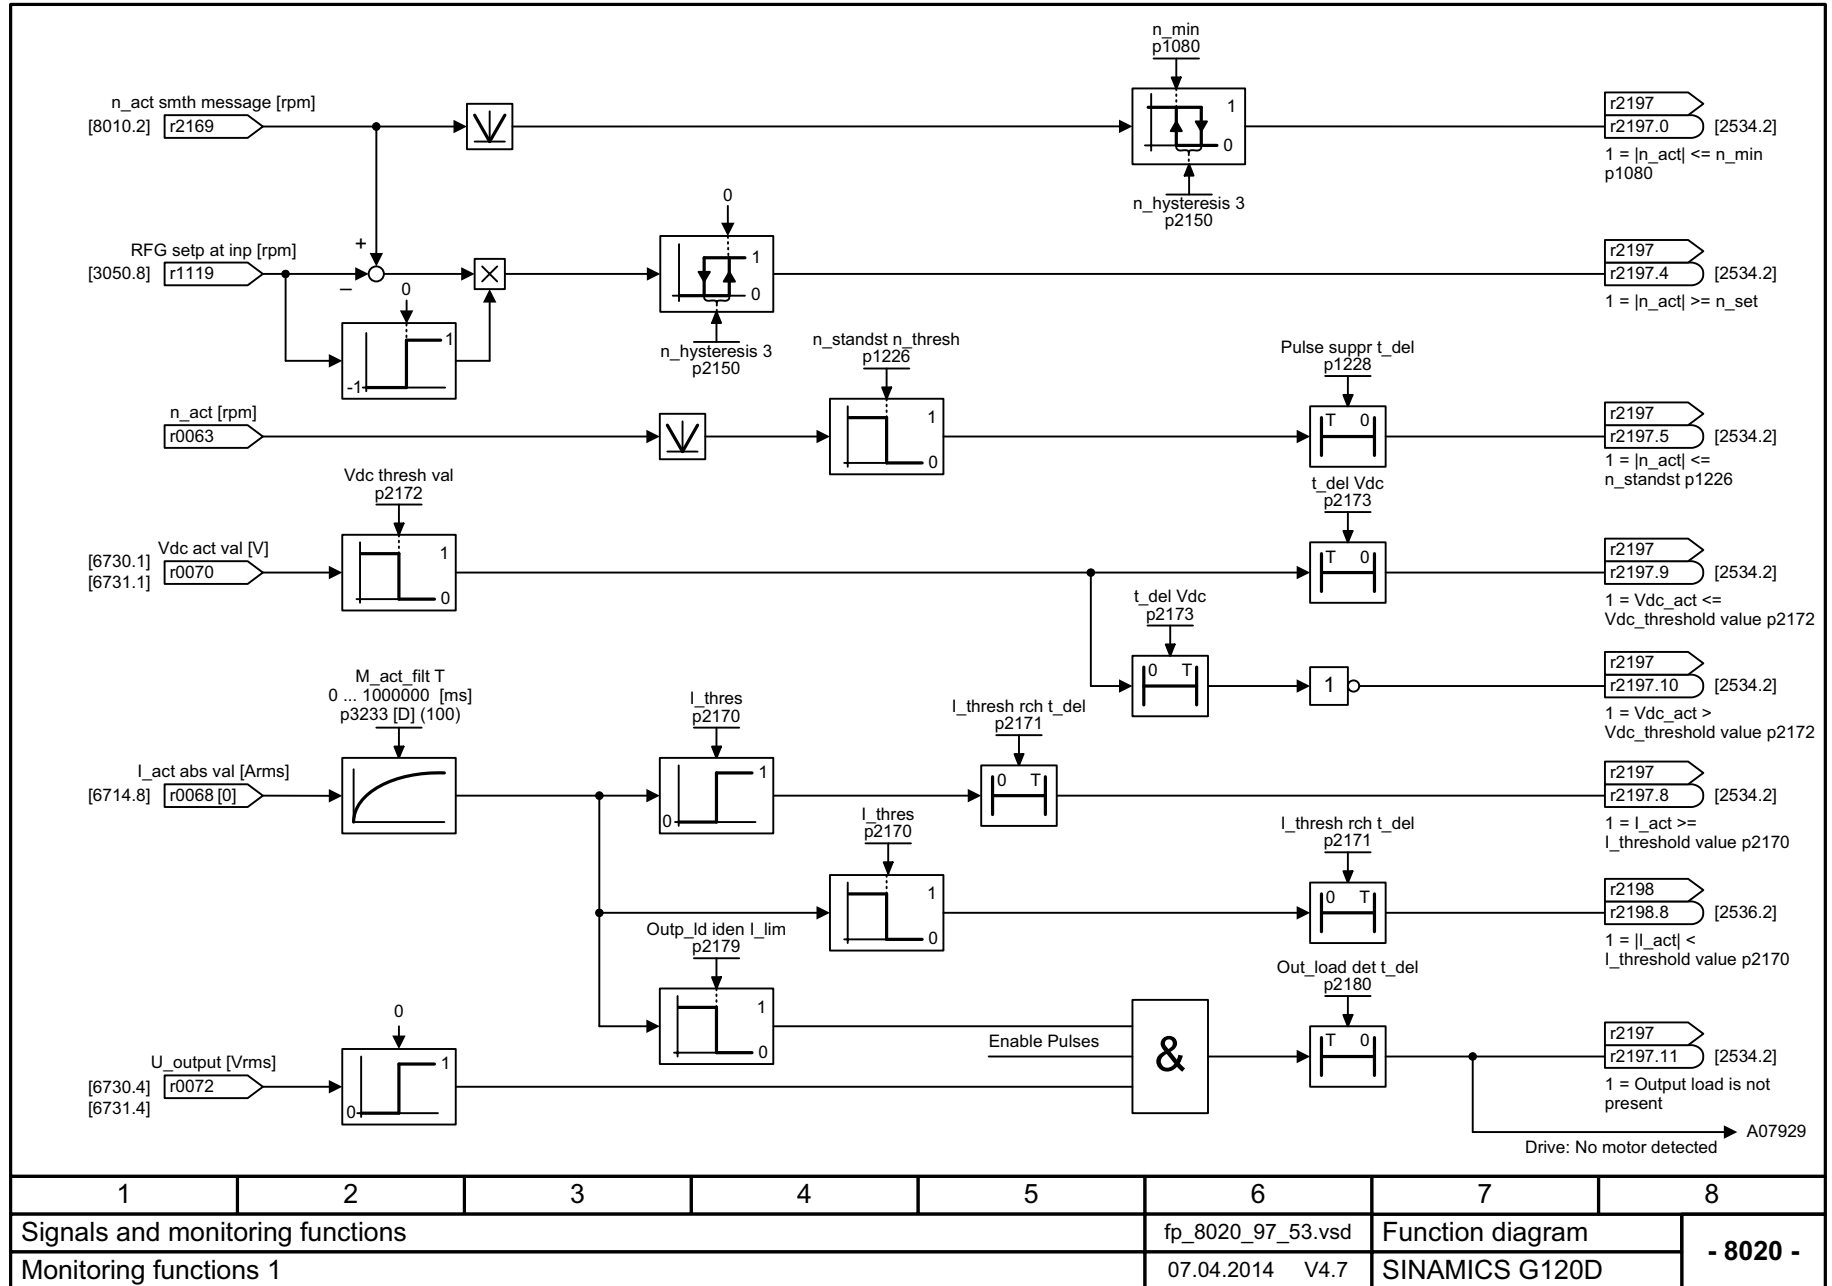 n_min
p1080
n_act smth message [rpm]
[8010.2] r2169
1
0
r2197
r2197.0 [2534.2]
1 = |n_act| <= n_min
p1080
n_hysteresis 3
p2150
RFG setp at inp [rpm]
[3050.8] r1119
+
–
0
-1
1
0
1
0
n_hysteresis 3
p2150
r2197
r2197.4 [2534.2]
1 = |n_act| >= n_set
n_act [rpm]
r0063
n_standst n_thresh
p1226
1
0
Pulse suppr t_del
p1228
T 0
r2197
r2197.5 [2534.2]
1 = |n_act| <=
n_standst p1226
Vdc thresh val
p2172
[6730.1]
[6731.1]
Vdc act val [V]
r0070
1
0
t_del Vdc
p2173
T 0
r2197
r2197.9 [2534.2]
1 = Vdc_act <=
Vdc_threshold value p2172
t_del Vdc
p2173
0 T
1
r2197
r2197.10 [2534.2]
1 = Vdc_act >
Vdc_threshold value p2172
M_act_filt T
0 ... 1000000 [ms]
p3233 [D] (100)
I_act abs val [Arms]
[6714.8] r0068 [0]
I_thres
p2170
1
0
I_thresh rch t_del
p2171
0 T
r2197
r2197.8 [2534.2]
1 = I_act >=
I_threshold value p2170
I_thres
p2170
1
0
I_thresh rch t_del
p2171
0 T
r2198
r2198.8 [2536.2]
1 = |I_act| <
I_threshold value p2170
Outp_ld iden I_lim
p2179
1
0
Enable Pulses
&
Out_load det t_del
p2180
T 0
r2197
r2197.11 [2534.2]
1 = Output load is not
present
U_output [Vrms]
[6730.4]
[6731.4]
r0072
0
1
0
A07929
Drive: No motor detected
1 2 3 4 5 6 7 8
Signals and monitoring functions fp_8020_97_53.vsd Function diagram
- 8020 -
Monitoring functions 1 07.04.2014 V4.7 SINAMICS G120D